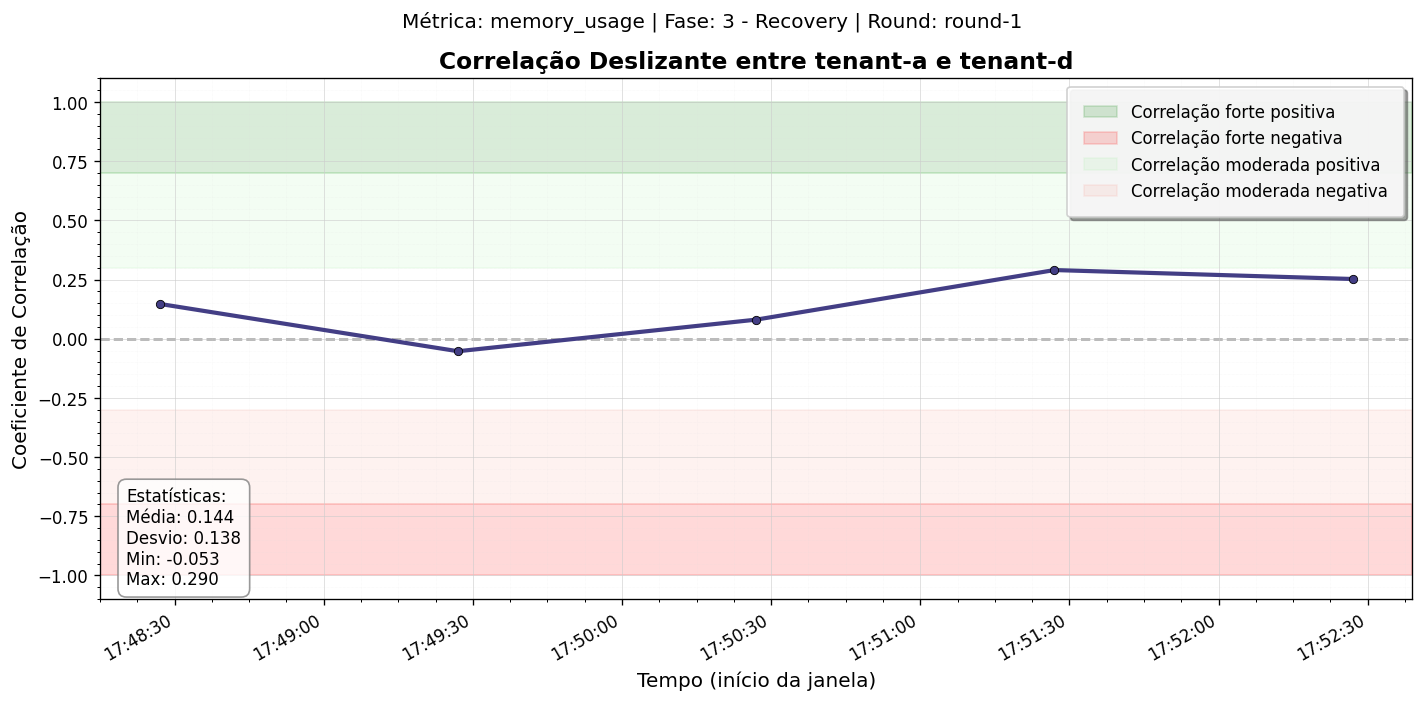 Métrica: memory_usage | Fase: 3 - Recovery | Round: round-1
Correlação Deslizante entre tenant-a e tenant-d
Coeficiente de Correlação
1.00
0.75
0.50
0.25
0.00
−0.25
−0.50
−0.75
−1.00
Correlação forte positiva
Correlação forte negativa
Correlação moderada positiva
Correlação moderada negativa
Estatísticas:
Média: 0.144
Desvio: 0.138
Min: -0.053
Max: 0.290
17:48:30
17:49:00
17:49:30
17:50:00
17:50:30
17:51:00
17:51:30
17:52:00
17:52:30
Tempo (início da janela)